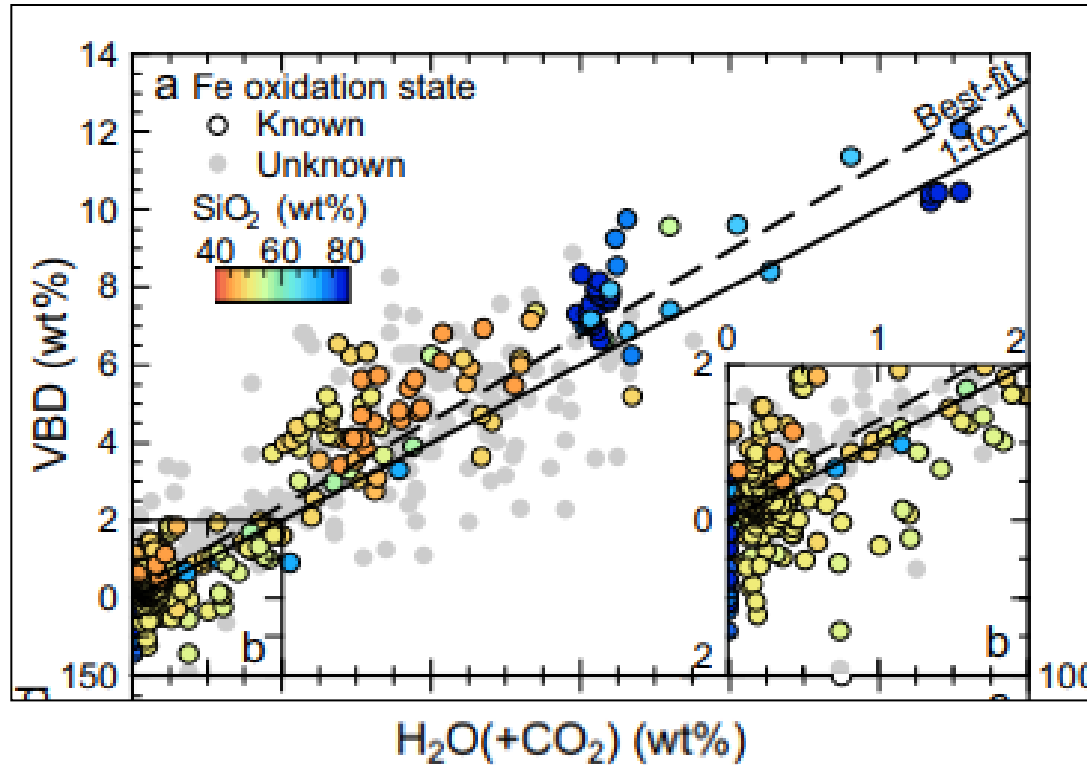 14
12
10
8
6
4
2
0
150
VBD (wt%)
a Fe oxidation state
Known
Unknown
SiO₂ (wt%)
40 60 80
Best-fit
1-to-1
b
0 1 2
2
0
2
b
100
H₂O(+CO₂) (wt%)